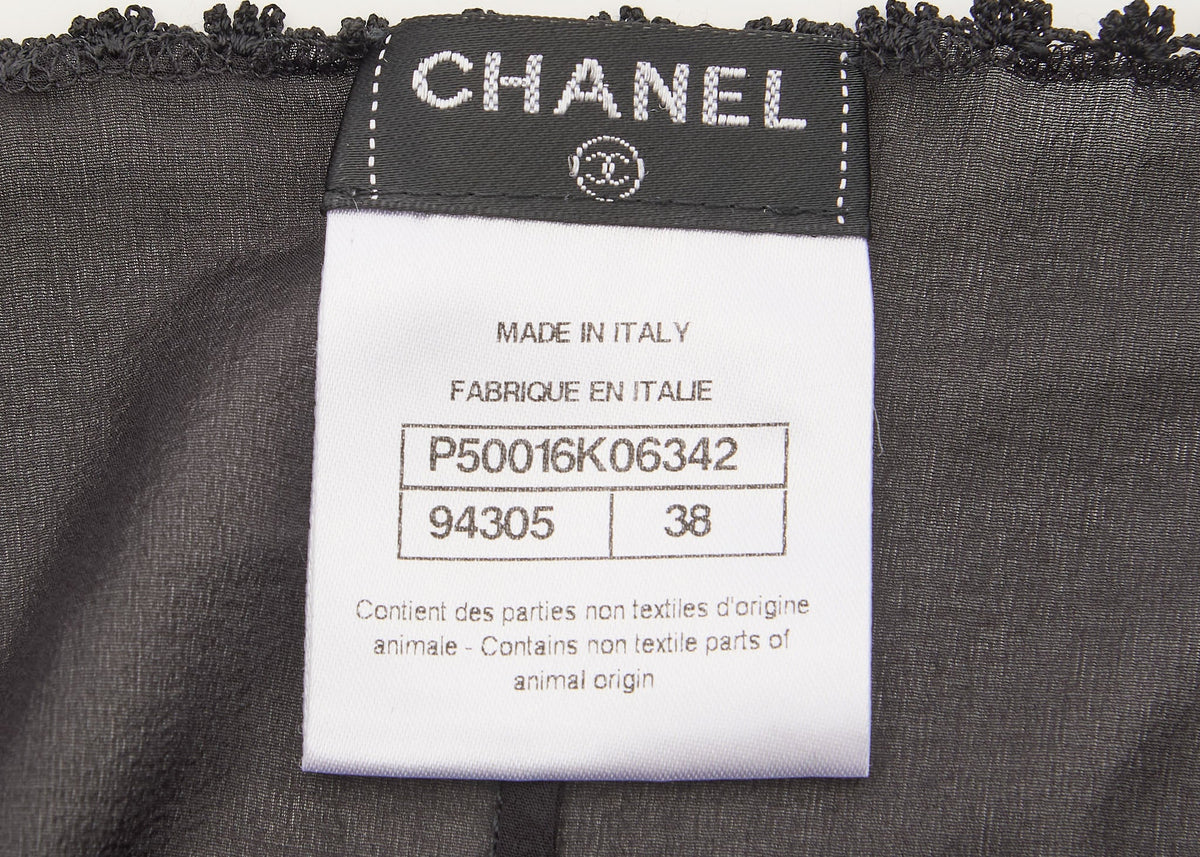 CHANEL
MADE IN ITALY
FABRIQUE EN ITALIE
P50016K06342
94305 38
Contient des parties non textiles d'origine
animale - Contains non textile parts of
animal origin